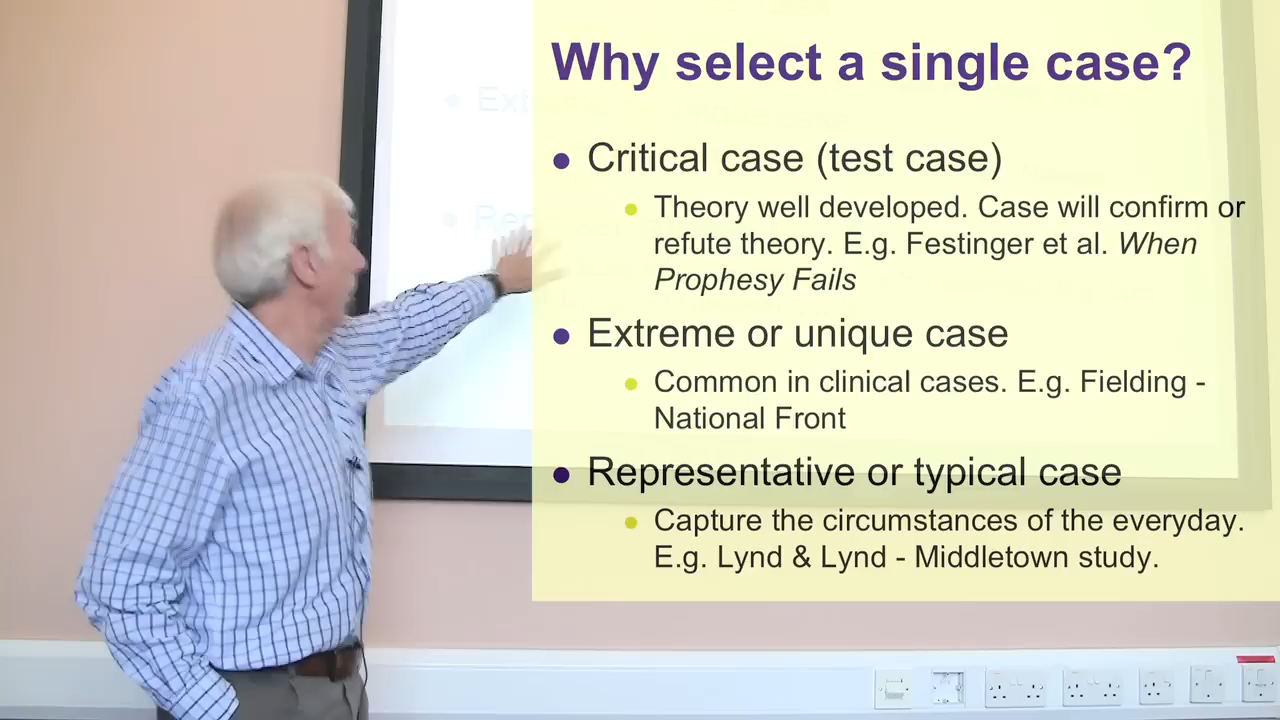 Why select a single case?
Critical case (test case)
Theory well developed. Case will confirm or
refute theory. E.g. Festinger et al. When
Prophesy Fails
Extreme or unique case
Common in clinical cases. E.g. Fielding -
National Front
Representative or typical case
Capture the circumstances of the everyday.
E.g. Lynd & Lynd - Middletown study.
Ext
Rep